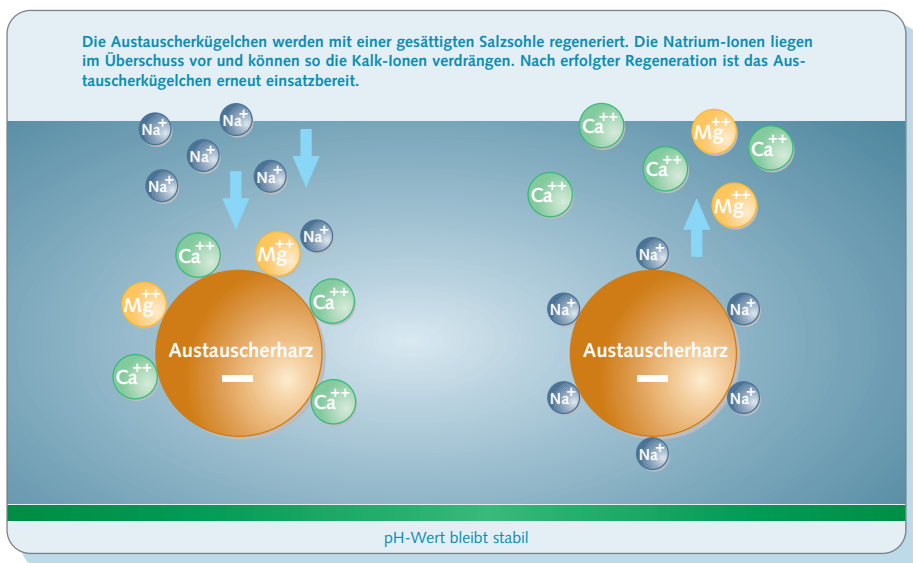 Die Austauscherkügelchen werden mit einer gesättigten Salzsohle regeneriert. Die Natrium-Ionen liegen
im Überschuss vor und können so die Kalk-Ionen verdrängen. Nach erfolgter Regeneration ist das Aus-
tauscherkügelchen erneut einsatzbereit.
Na+
Na+
Na+
Na+
Na+
Na+
Ca++
Mg++
Mg++
Ca++
Ca++
Ca++
Austauscherharz
Ca++
Mg++
Ca++
Ca++
Ca++
Mg++
Na+
Na+
Na+
Austauscherharz
Na+
Na+
Na+
pH-Wert bleibt stabil